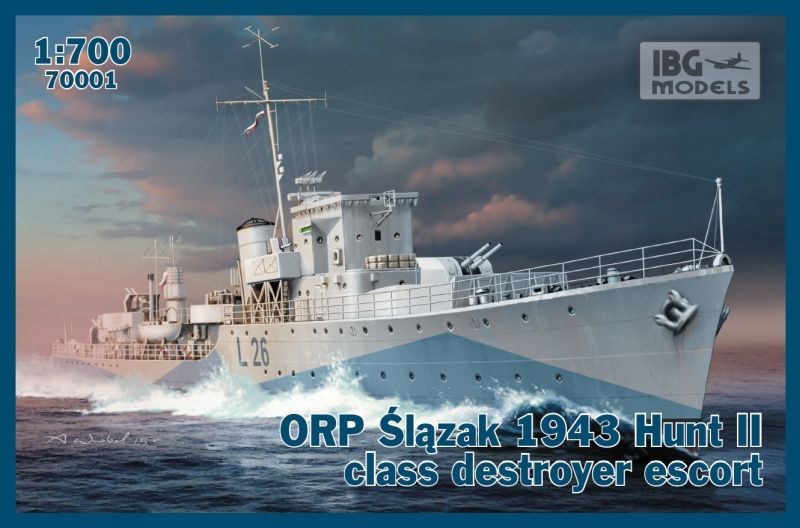 1:700
70001
IBG
MODELS
L 26
ORP Ślązak 1943 Hunt II
class destroyer escort